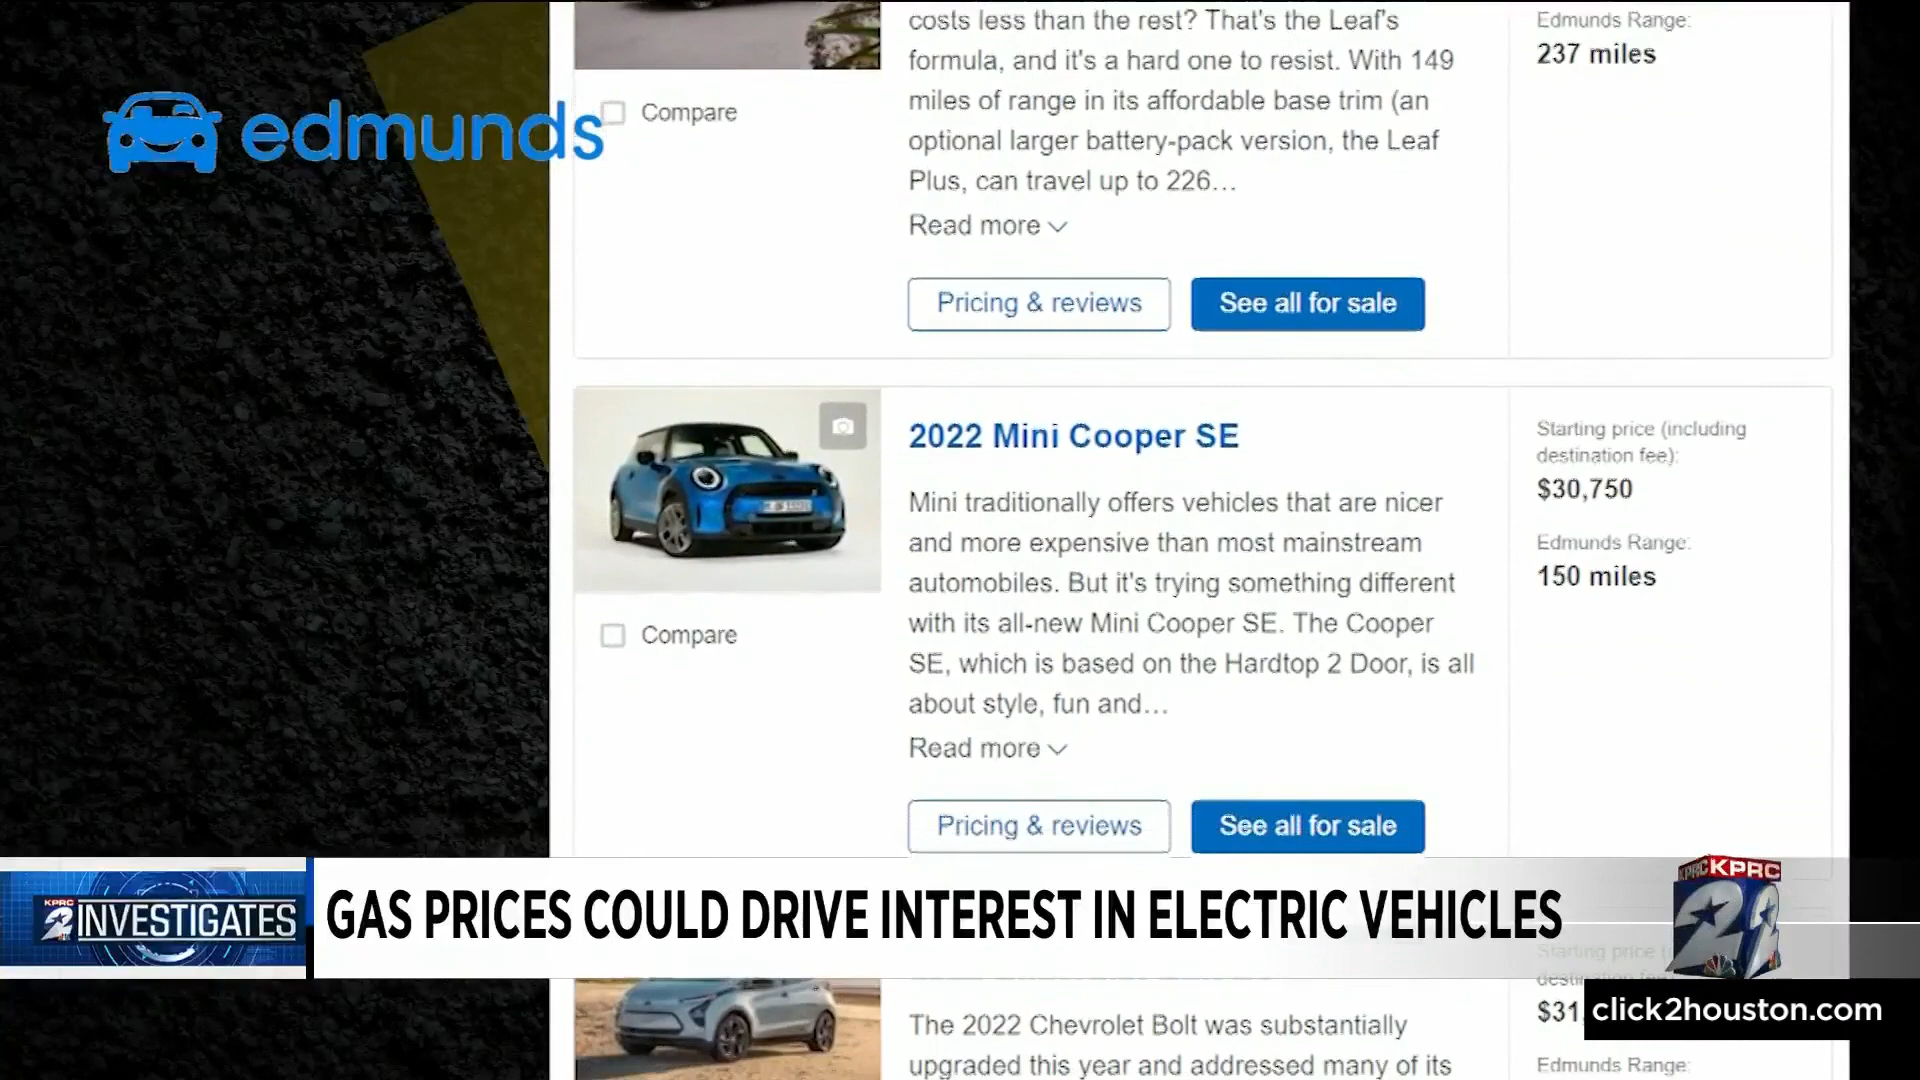 costs less than the rest? That's the Leaf's
formula, and it's a hard one to resist. With 149
miles of range in its affordable base trim (an
optional larger battery-pack version, the Leaf
Plus, can travel up to 226...
Read more
Edmunds Range:
237 miles
edmunds
Compare
Pricing & reviews
See all for sale
2022 Mini Cooper SE
Mini traditionally offers vehicles that are nicer
and more expensive than most mainstream
automobiles. But it's trying something different
with its all-new Mini Cooper SE. The Cooper
SE, which is based on the Hardtop 2 Door, is all
about style, fun and...
Read more
Starting price (including
destination fee):
$30,750
Edmunds Range:
150 miles
Compare
Pricing & reviews
See all for sale
KPRC
2 INVESTIGATES
GAS PRICES COULD DRIVE INTEREST IN ELECTRIC VEHICLES
KPRC KPRC
2 2
Starting price
$31,
click2houston.com
The 2022 Chevrolet Bolt was substantially
upgraded this year and addressed many of its
Edmunds Range: